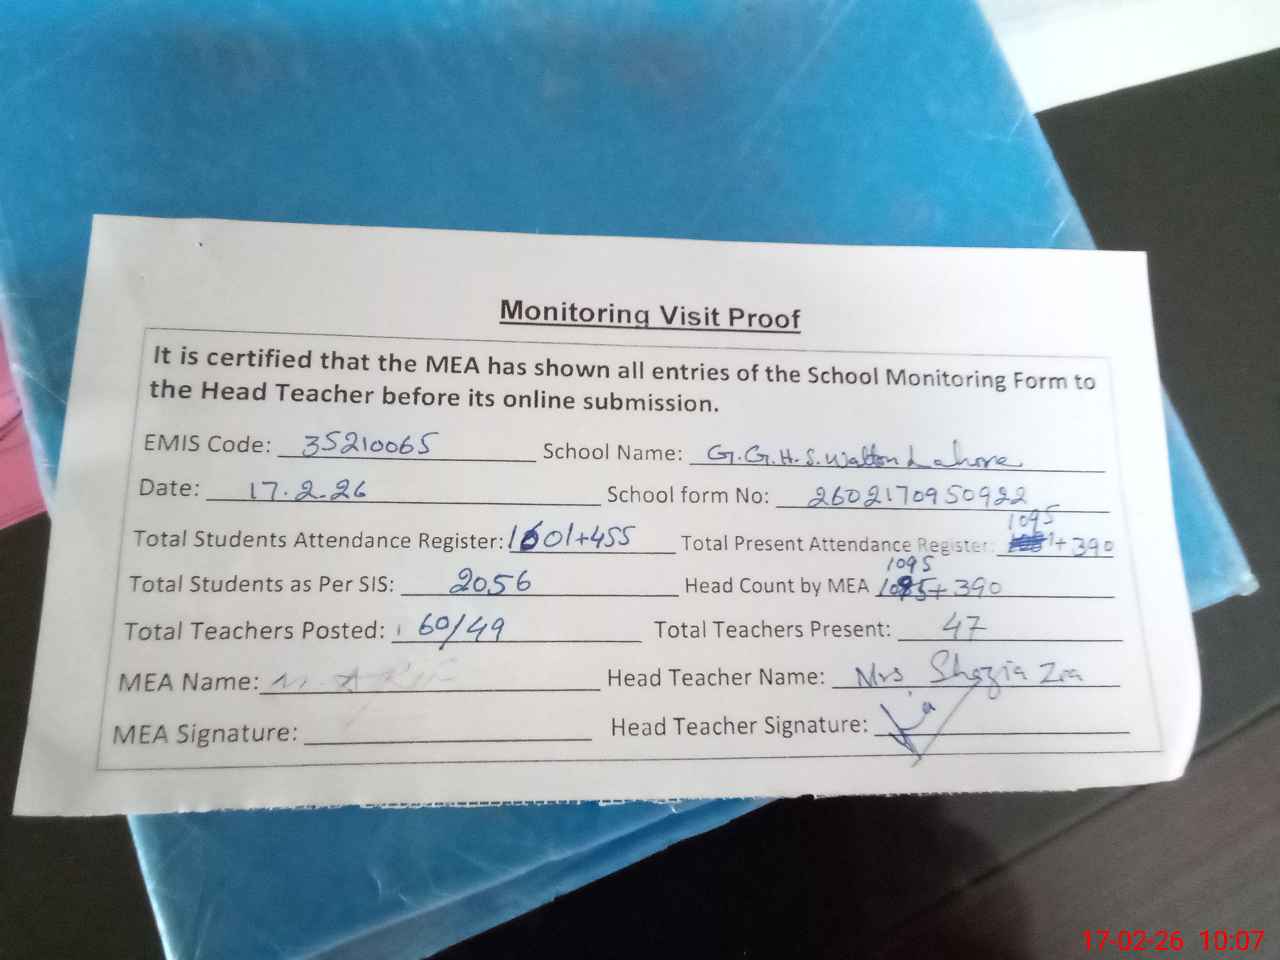 Monitoring Visit Proof
It is certified that the MEA has shown all entries of the School Monitoring Form to
the Head Teacher before its online submission.
EMIS Code: 35210065 School Name: G.G.H.S. Walton Lahore
Date: 17.2.26 School form No: 2602170950922
Total Students Attendance Register: 1601+455 Total Present Attendance Register: 1095 +390
Total Students as Per SIS: 2056 Head Count by MEA 1095 +390
Total Teachers Posted: 60/49 Total Teachers Present: 47
MEA Name: Head Teacher Name: Mrs Shazia Zia
MEA Signature: Head Teacher Signature:
17-02-26 10:07